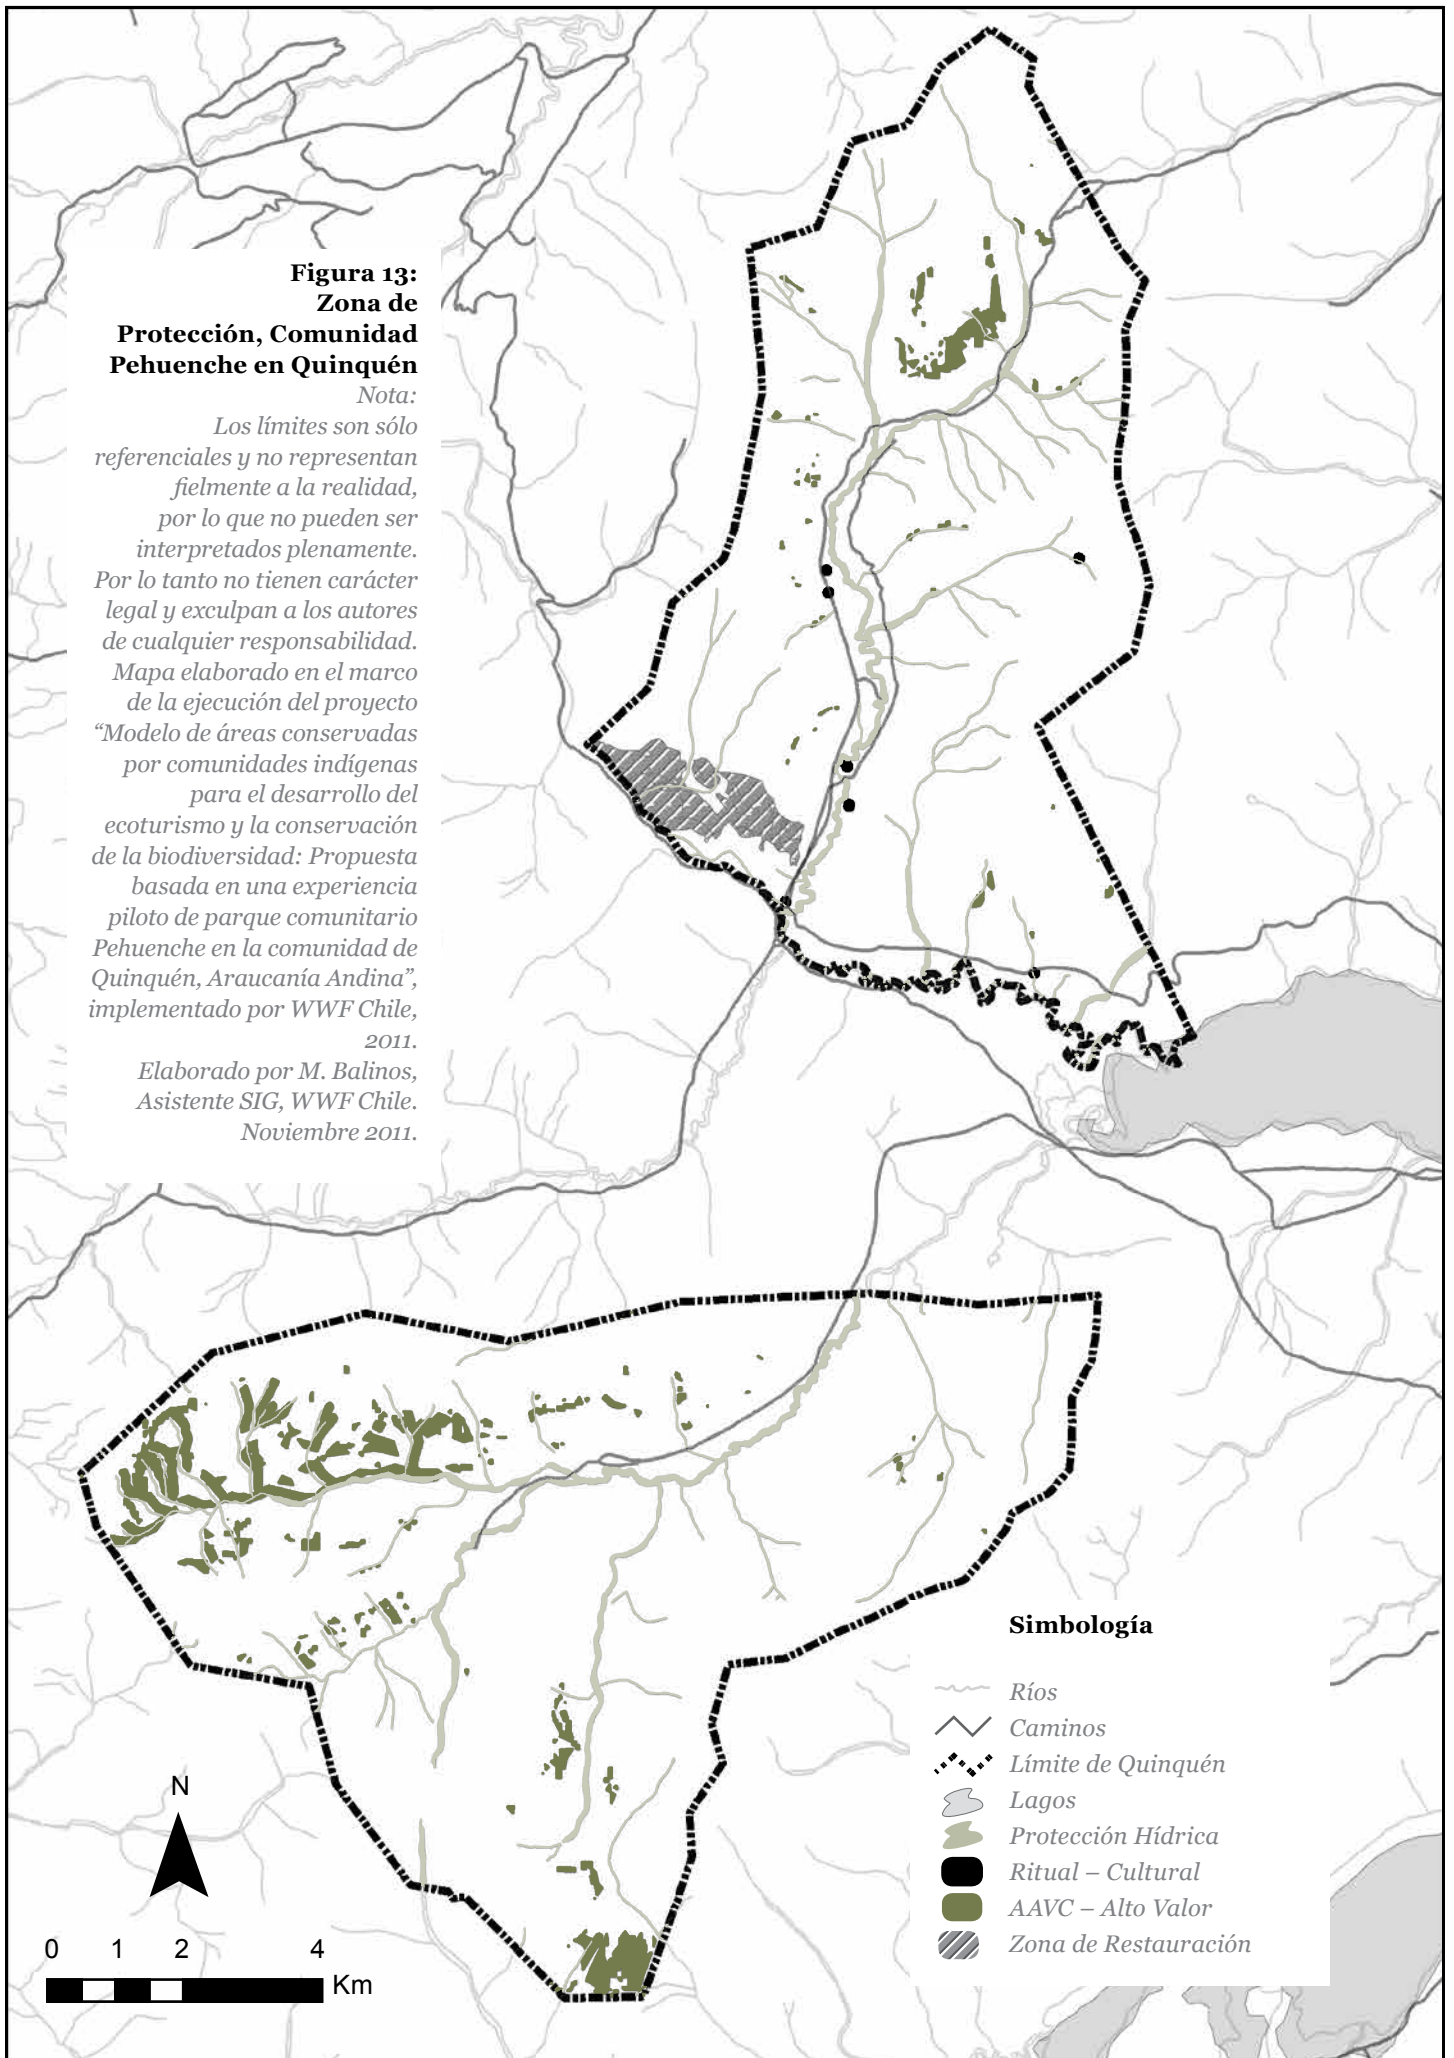 Figura 13:
Zona de
Protección, Comunidad
Pehuenche en Quinquén
Nota:
Los límites son sólo
referenciales y no representan
fielmente a la realidad,
por lo que no pueden ser
interpretados plenamente.
Por lo tanto no tienen carácter
legal y exculpan a los autores
de cualquier responsabilidad.
Mapa elaborado en el marco
de la ejecución del proyecto
“Modelo de áreas conservadas
por comunidades indígenas
para el desarrollo del
ecoturismo y la conservación
de la biodiversidad: Propuesta
basada en una experiencia
piloto de parque comunitario
Pehuenche en la comunidad de
Quinquén, Araucanía Andina”,
implementado por WWF Chile,
2011.
Elaborado por M. Balinos,
Asistente SIG, WWF Chile.
Noviembre 2011.
Simbología
Ríos
Caminos
Límite de Quinquén
Lagos
Protección Hídrica
Ritual – Cultural
AAVC – Alto Valor
Zona de Restauración
N
0 1 2 4
Km